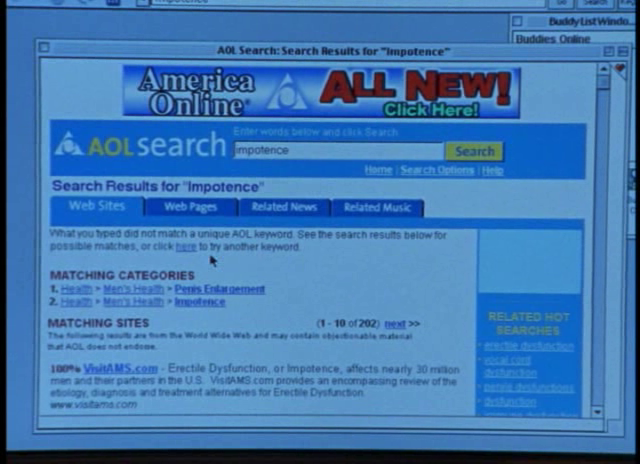 Impotence
Go Search
Buddy List Windo...
Buddies Online
AOL Search: Search Results for "Impotence"
America
Online
ALL NEW!
Click Here!
AOL search
Enter words below and click Search
impotence
Search
Home | Search Options | Help
Search Results for "Impotence"
Web Sites
Web Pages
Related News
Related Music
What you typed did not match a unique AOL keyword. See the search results below for
possible matches, or click here to try another keyword.
MATCHING CATEGORIES
1. Health > Men's Health > Penis Enlargement
2. Health > Men's Health > Impotence
MATCHING SITES
(1 - 10 of 202) next >>
The following results are from the World Wide Web and may contain objectionable material
that AOL does not endorse.
100% VisitAMS.com - Erectile Dysfunction, or Impotence, affects nearly 30 million
men and their partners in the U.S. VisitAMS.com provides an encompassing review of the
etiology, diagnosis and treatment alternatives for Erectile Dysfunction.
www.visitams.com
RELATED HOT
SEARCHES
erectile dysfunction
vocal cord
dysfunction
penile dysfunctions
dysfunction